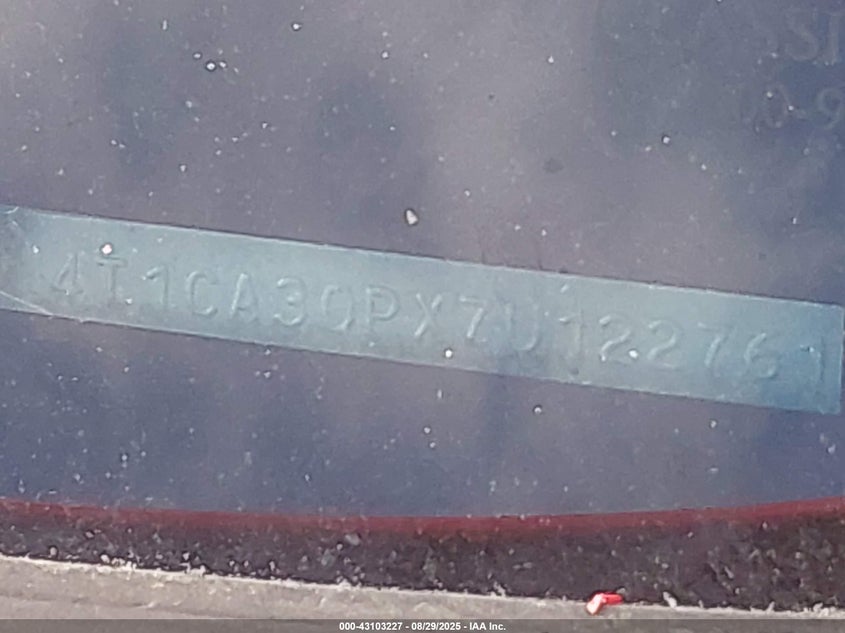 4T1CA30PX7U122761
000-43103227 - 08/29/2025 - IAA Inc.